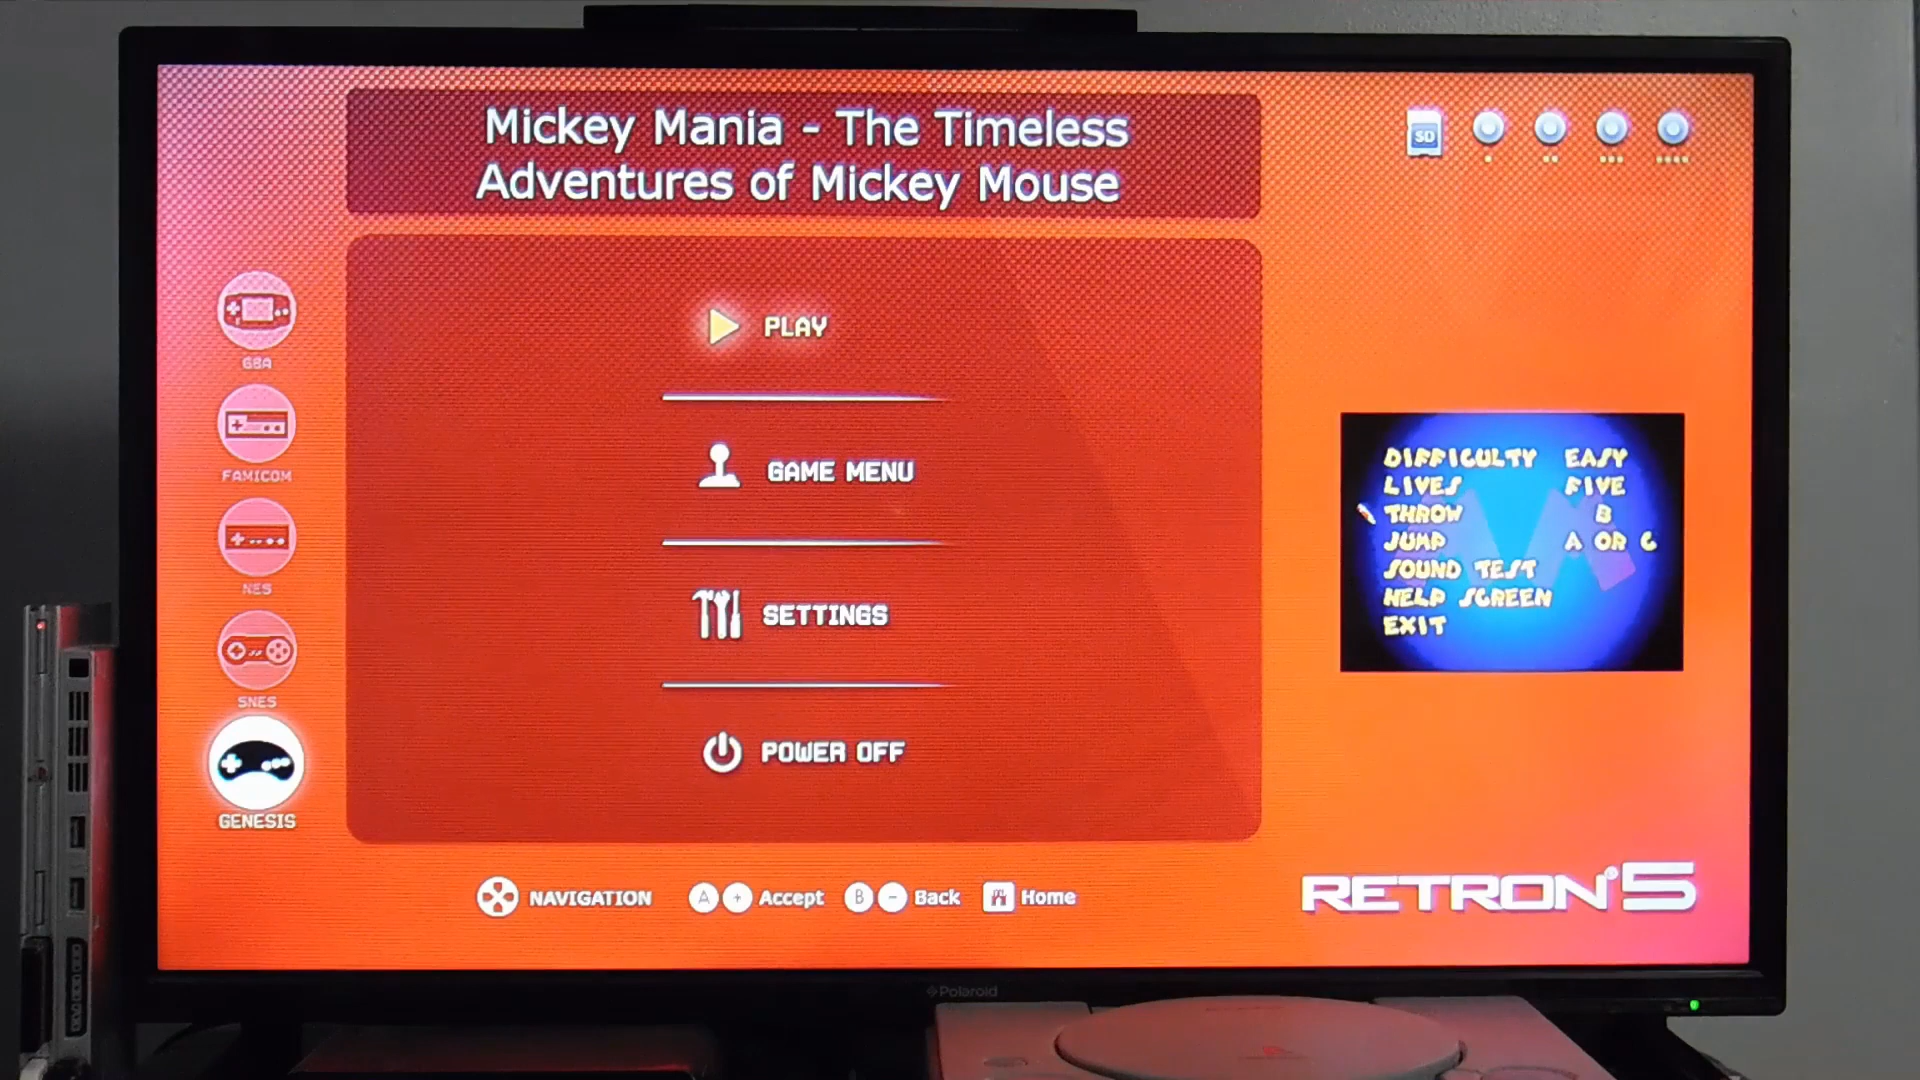 Mickey Mania - The Timeless
Adventures of Mickey Mouse
SD
GBA
FAMICOM
NES
SNES
GENESIS
PLAY
GAME MENU
SETTINGS
POWER OFF
DIFFICULTY EASY
LIVES FIVE
THROW B
JUMP A OR C
SOUND TEST
HELP SCREEN
EXIT
NAVIGATION A + Accept B - Back Home
RETRON® 5
Polaroid